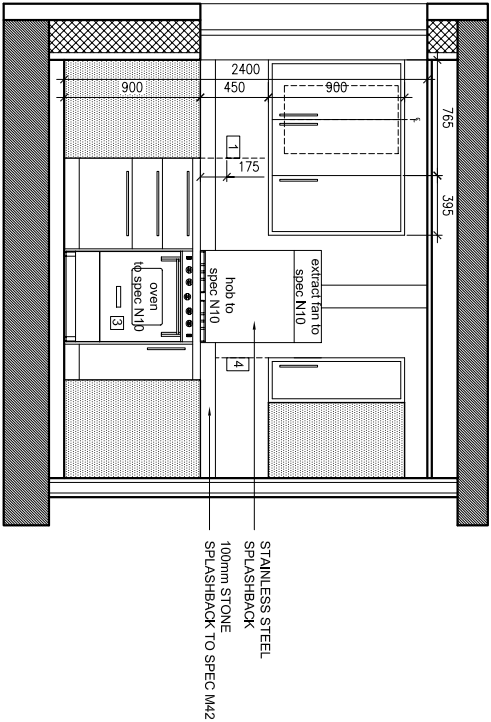 2400
900
450
900
765
395
175
1
extract fan to
spec N10
hob to
spec N10
oven
to spec N10
3
4
STAINLESS STEEL
SPLASHBACK
100mm STONE
SPLASHBACK TO SPEC M42